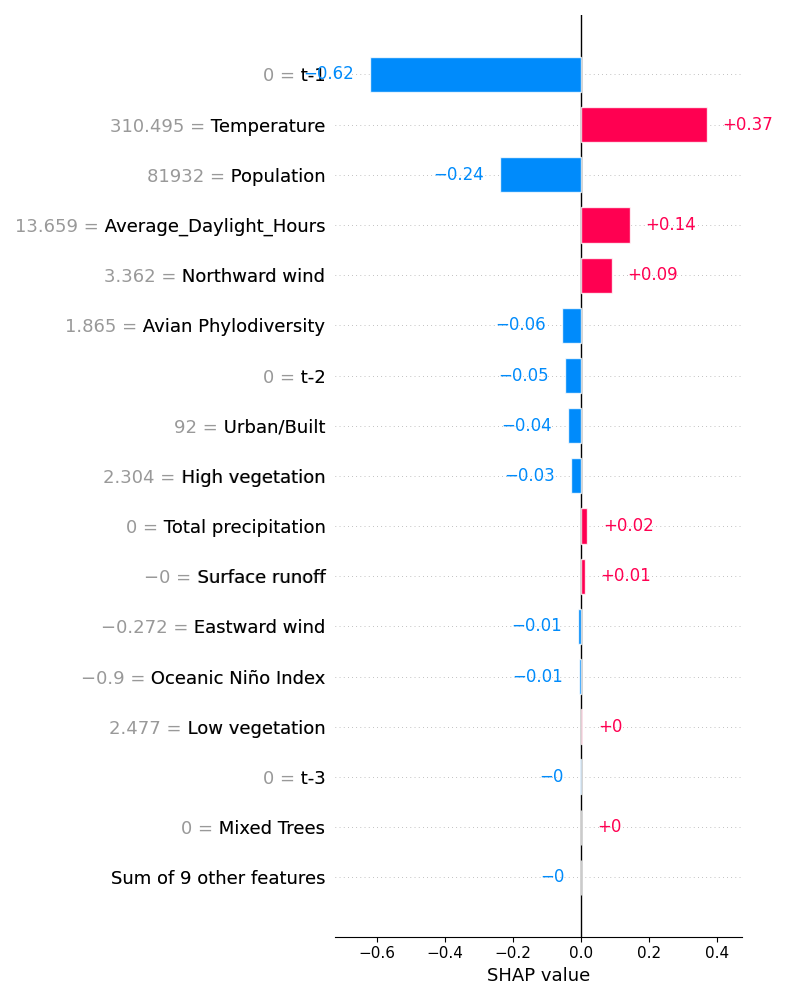 0 = t-1 −0.62
310.495 = Temperature +0.37
81932 = Population −0.24
13.659 = Average_Daylight_Hours +0.14
3.362 = Northward wind +0.09
1.865 = Avian Phylodiversity −0.06
0 = t-2 −0.05
92 = Urban/Built −0.04
2.304 = High vegetation −0.03
0 = Total precipitation +0.02
−0 = Surface runoff +0.01
−0.272 = Eastward wind −0.01
−0.9 = Oceanic Niño Index −0.01
2.477 = Low vegetation +0
0 = t-3 −0
0 = Mixed Trees +0
Sum of 9 other features −0
−0.6 −0.4 −0.2 0.0 0.2 0.4
SHAP value